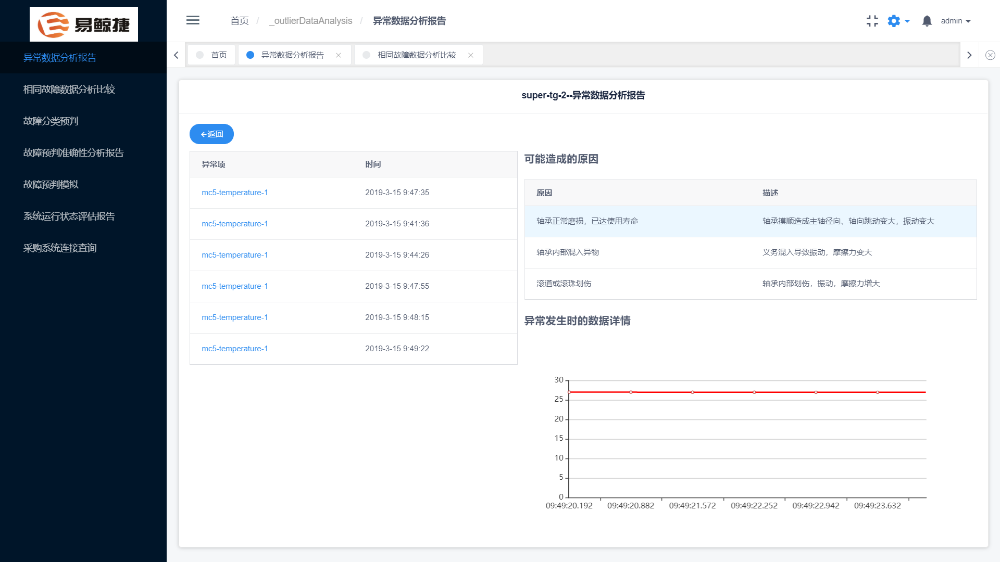 易鲸捷
异常数据分析报告
相同故障数据分析比较
故障分类预判
故障预判准确性分析报告
故障预判模拟
系统运行状态评估报告
采购系统连接查询
首页 / _outlierDataAnalysis / 异常数据分析报告
admin
首页
异常数据分析报告
相同故障数据分析比较
super-tg-2--异常数据分析报告
返回
异常项 时间
mc5-temperature-1 2019-3-15 9:47:35
mc5-temperature-1 2019-3-15 9:41:36
mc5-temperature-1 2019-3-15 9:44:26
mc5-temperature-1 2019-3-15 9:47:55
mc5-temperature-1 2019-3-15 9:48:15
mc5-temperature-1 2019-3-15 9:49:22
可能造成的原因
原因 描述
轴承正常磨损，已达使用寿命 轴承摸顺造成主轴径向、轴向跳动变大，振动变大
轴承内部混入异物 义务混入导致振动，摩擦力变大
滚道或滚珠划伤 轴承内部划伤，振动，摩擦力增大
异常发生时的数据详情
30
25
20
15
10
5
0
09:49:20.192 09:49:20.882 09:49:21.572 09:49:22.252 09:49:22.942 09:49:23.632